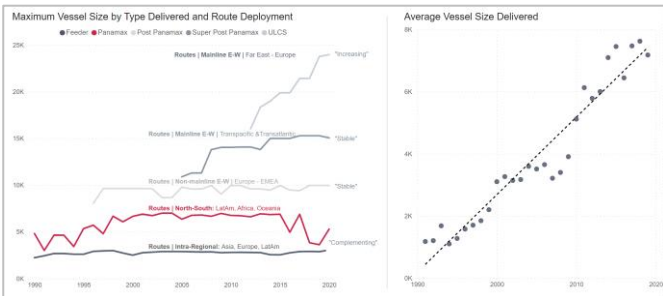 Maximum Vessel Size by Type Delivered and Route Deployment
Feeder Panamax Post Panamax Super Post Panamax ULCS
25K
Routes | Mainline E-W | Far East - Europe
"Increasing"
20K
Routes | Mainline E-W | Transpacific &Transatlantic
15K
"Stable"
Routes | Non-mainline E-W | Europe - EMEA
10K
"Stable"
Routes | North-South: LatAm, Africa, Oceania
5K
"Complementing"
Routes | Intra-Regional: Asia, Europe, LatAm
0K
1990 1995 2000 2005 2010 2015 2020
Average Vessel Size Delivered
8K
6K
4K
2K
0K
1990 2000 2010 2020